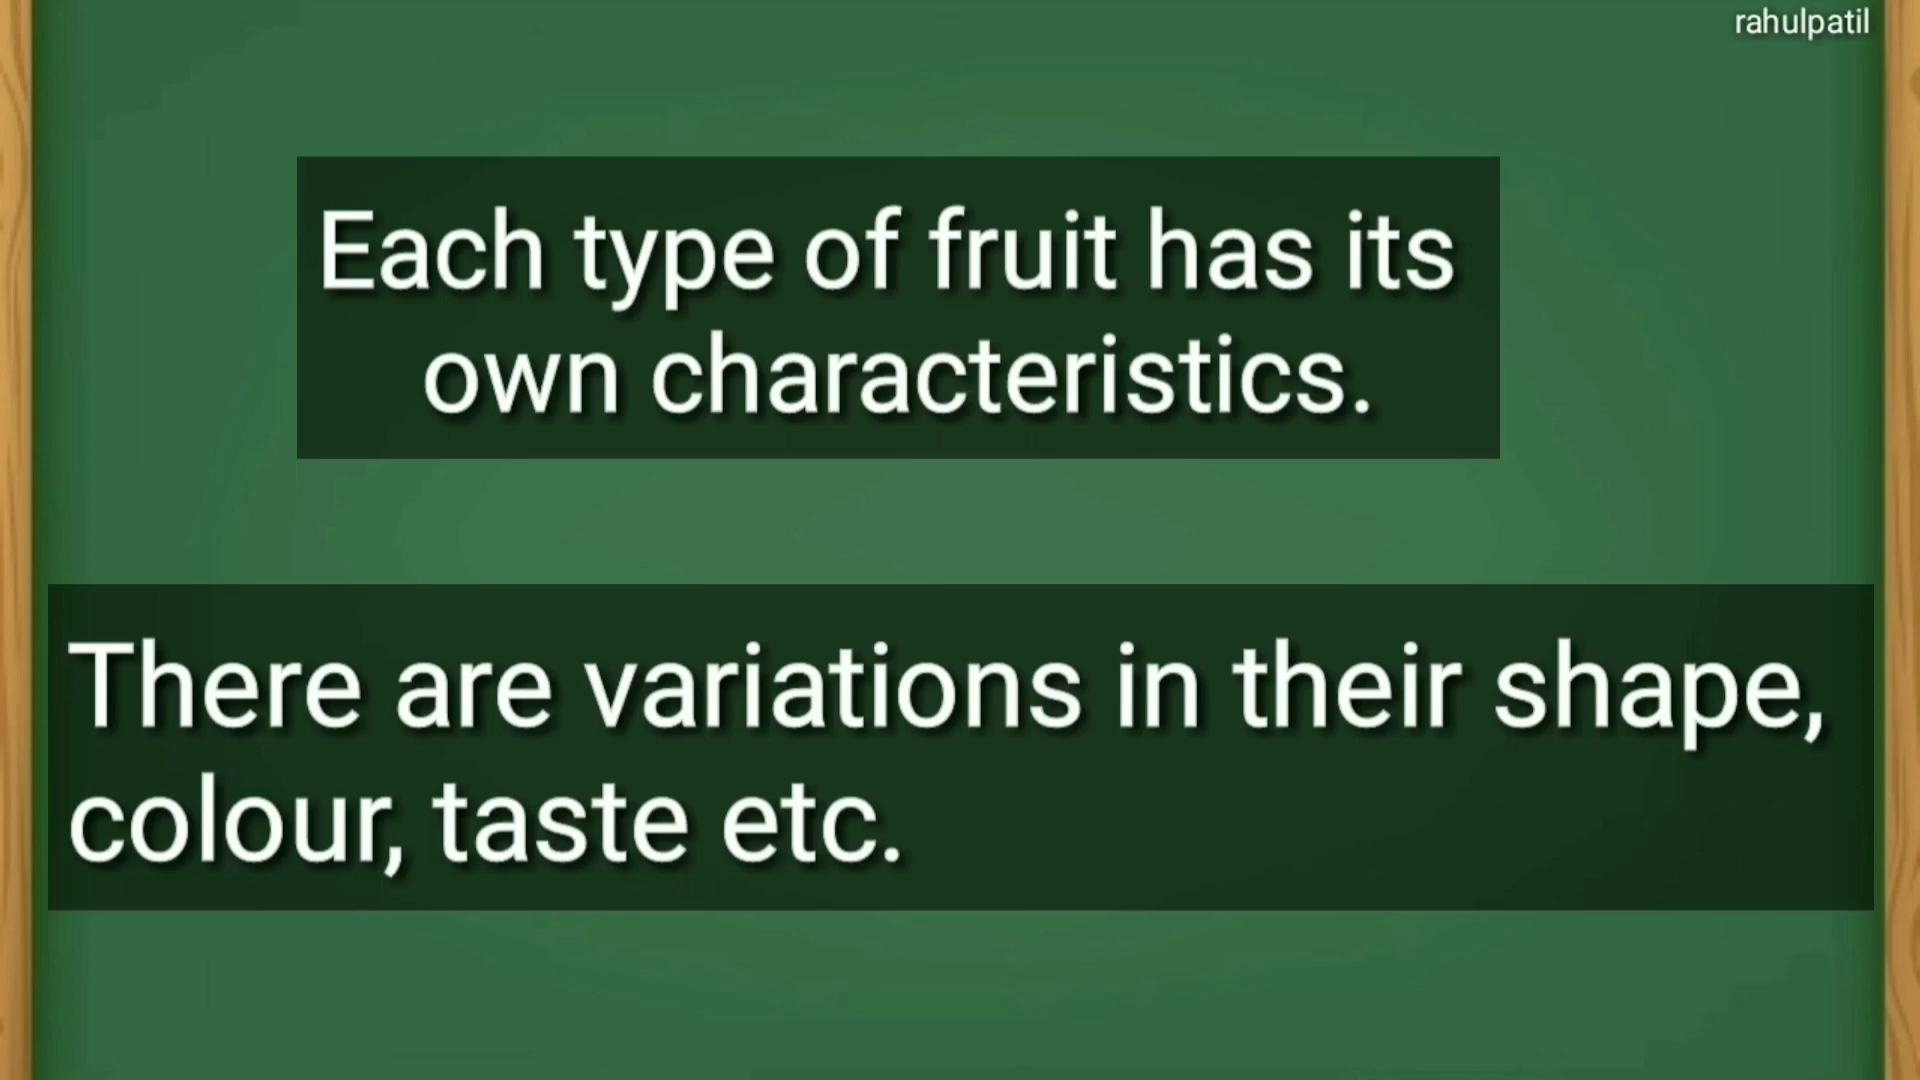 rahulpatil
Each type of fruit has its
own characteristics.
There are variations in their shape,
colour, taste etc.